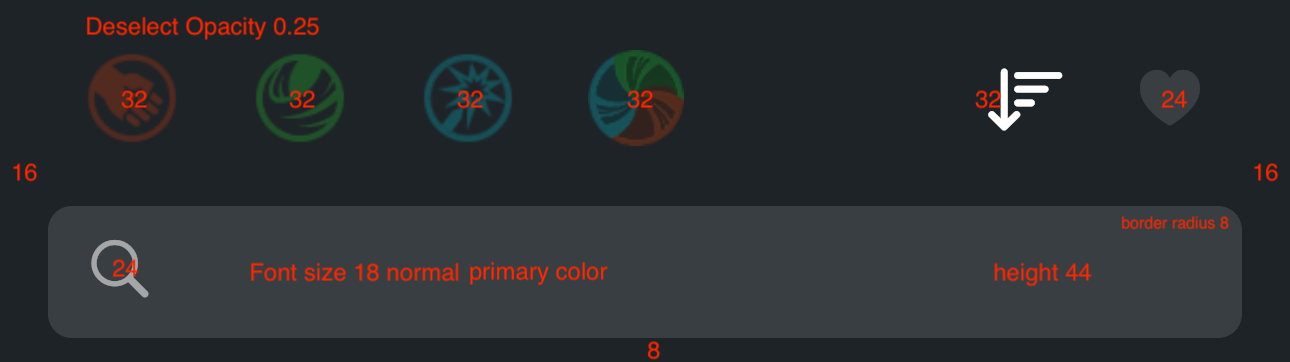 Deselect Opacity 0.25
32 32 32 32 32 24
16 16
border radius 8
24 Font size 18 normal primary color height 44
8